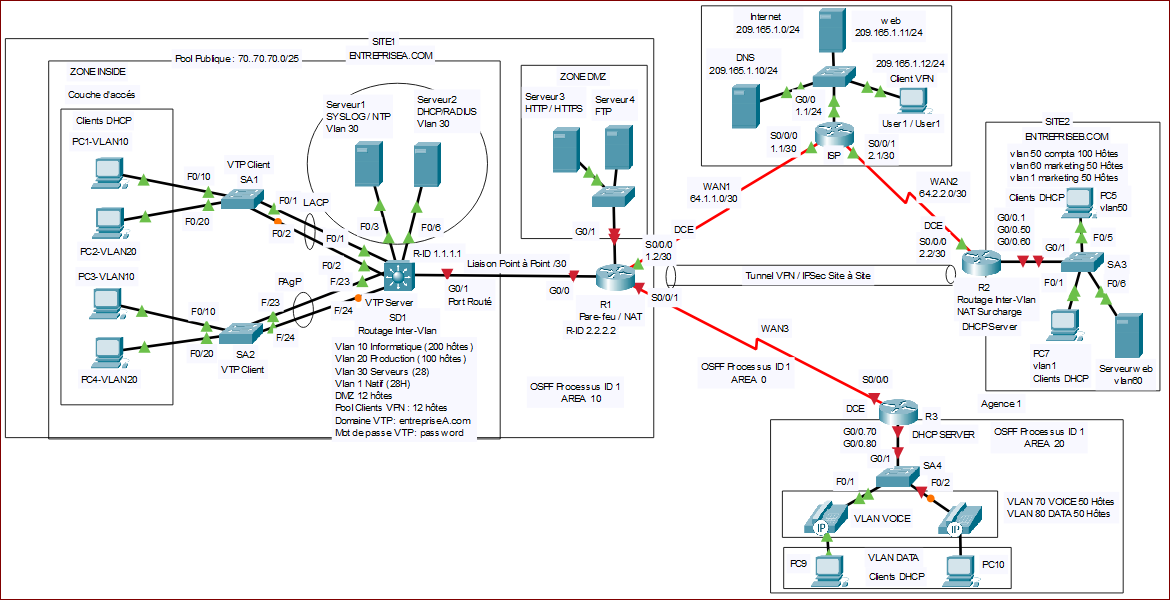 SITE1
ENTREPRISEA.COM
Pool Publique : 70..70.70.0/25
ZONE INSIDE
Couche d'accés
Clients DHCP
PC1-VLAN10
PC2-VLAN20
PC3-VLAN10
PC4-VLAN20
F0/10
F0/20
VTP Client
SA1
F0/1
F0/2
LACP
F0/1
F0/2
Serveur1
SYSLOG / NTP
Vlan 30
Serveur2
DHCP/RADIUS
Vlan 30
F0/3
F0/6
R-ID 1.1.1.1
F0/10
F0/20
SA2
VTP Client
F/23
F/24
PAgP
F/23
F/24
VTP Server
SD1
Routage Inter-Vlan
G0/1
Port Routé
Vlan 10 Informatique (200 hôtes )
Vlan 20 Production (100 hôtes )
Vlan 30 Serveurs (28)
Vlan 1 Natif (28H)
DMZ 12 hôtes
Pool Clients VPN : 12 hôtes
Domaine VTP: entrepriseA.com
Mot de passe VTP: password
Liaison Point à Point /30
ZONE DMZ
Serveur3
HTTP / HTTPS
Serveur4
FTP
G0/1
G0/0
S0/0/0
1.2/30
DCE
S0/0/1
R1
Pare-feu / NAT
R-ID 2.2.2.2
OSPF Processus ID 1
AREA 10
Internet
209.165.1.0/24
web
209.165.1.11/24
DNS
209.165.1.10/24
209.165.1.12/24
Client VPN
User1 / User1
G0/0
1.1/24
S0/0/0
1.1/30
S0/0/1
2.1/30
ISP
WAN1
64.1.1.0/30
WAN2
64.2.2.0/30
DCE
S0/0/0
2.2/30
Tunnel VPN / IPSec Site à Site
SITE2
ENTREPRISEB.COM
vlan 50 compta 100 Hôtes
vlan 60 marketing 50 Hôtes
vlan 1 marketing 50 Hôtes
Clients DHCP
PC5
vlan50
G0/0.1
G0/0.50
G0/0.60
G0/1
F0/5
SA3
F0/1
F0/6
R2
Routage Inter-Vlan
NAT Surcharge
DHCP Server
PC7
vlan1
Clients DHCP
Serveur web
vlan60
WAN3
OSPF Processus ID 1
AREA 0
S0/0/0
DCE
R3
Agence 1
G0/0.70
G0/0.80
DHCP SERVER
OSPF Processus ID 1
AREA 20
G0/1
SA4
F0/1
F0/2
IP
VLAN VOICE
IP
VLAN 70 VOICE 50 Hôtes
VLAN 80 DATA 50 Hôtes
PC9
VLAN DATA
Clients DHCP
PC10